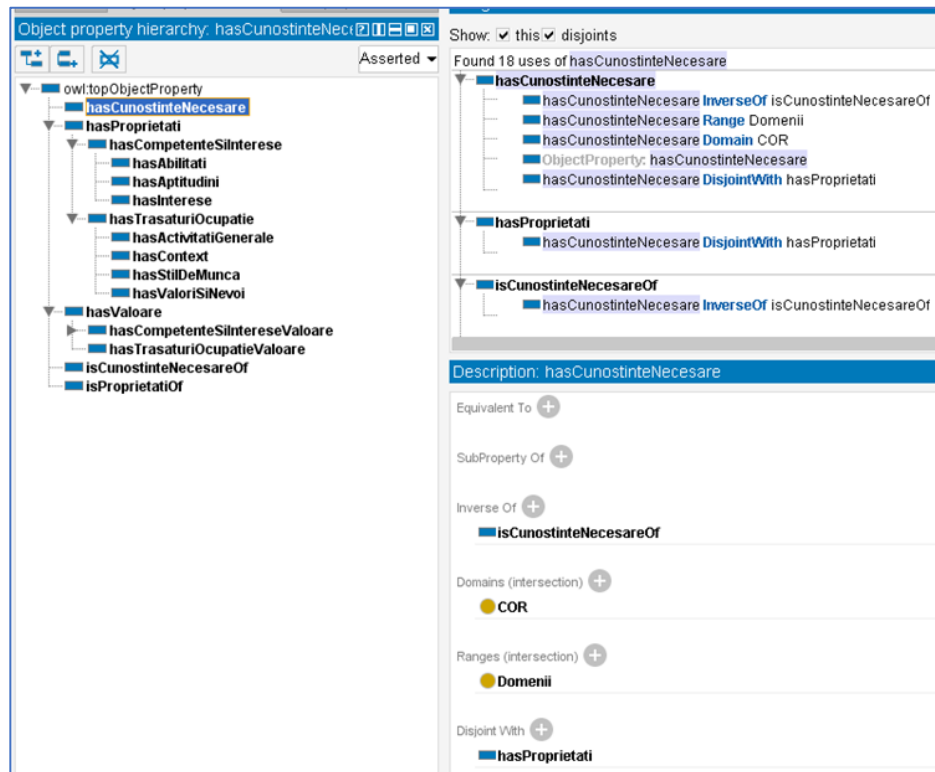 Object property hierarchy: hasCunostinteNece
Asserted
owl:topObjectProperty
hasCunostinteNecesare
hasProprietati
hasCompetenteSiInterese
hasAbilitati
hasAptitudini
hasInterese
hasTrasaturiOcupatie
hasActivitatiGenerale
hasContext
hasStilDeMunca
hasValoriSiNevoi
hasValoare
hasCompetenteSiIntereseValoare
hasTrasaturiOcupatieValoare
isCunostinteNecesareOf
isProprietatiOf
Show: this disjoints
Found 18 uses of hasCunostinteNecesare
hasCunostinteNecesare
hasCunostinteNecesare InverseOf isCunostinteNecesareOf
hasCunostinteNecesare Range Domenii
hasCunostinteNecesare Domain COR
ObjectProperty: hasCunostinteNecesare
hasCunostinteNecesare DisjointWith hasProprietati
hasProprietati
hasCunostinteNecesare DisjointWith hasProprietati
isCunostinteNecesareOf
hasCunostinteNecesare InverseOf isCunostinteNecesareOf
Description: hasCunostinteNecesare
Equivalent To
SubProperty Of
Inverse Of
isCunostinteNecesareOf
Domains (intersection)
COR
Ranges (intersection)
Domenii
Disjoint With
hasProprietati